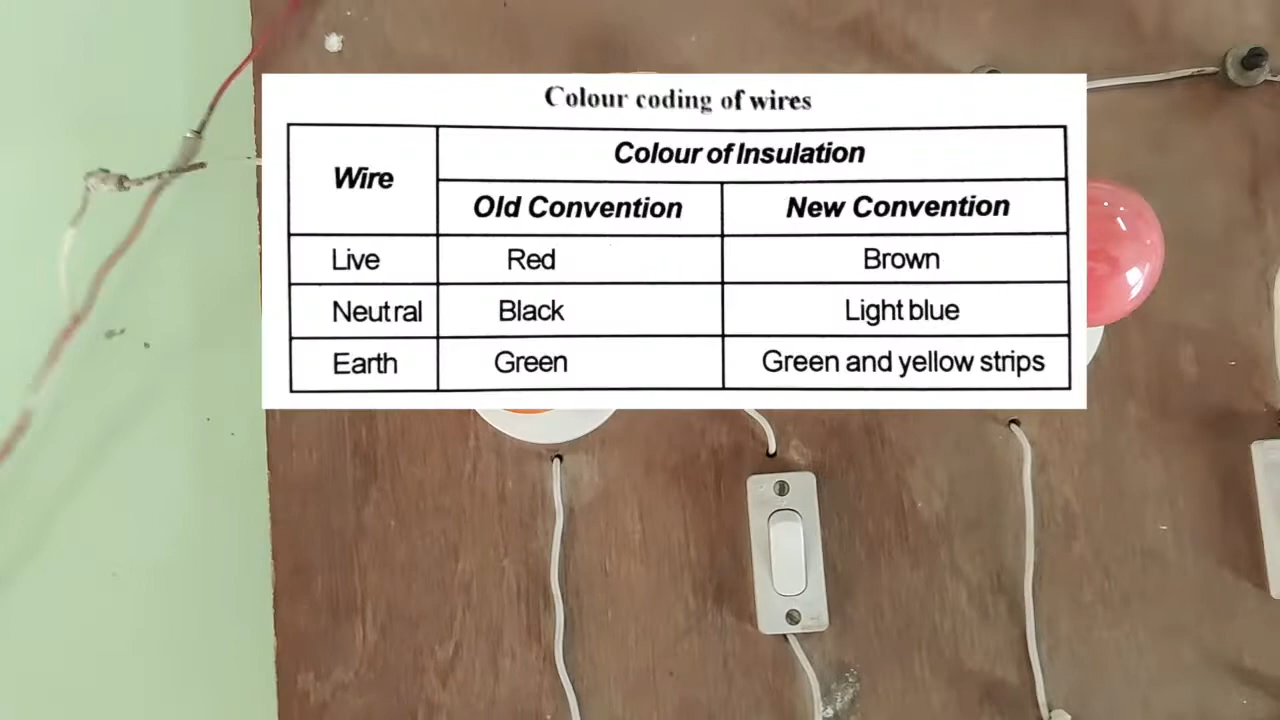 Colour coding of wires
Wire
Colour of Insulation
Old Convention New Convention
Live Red Brown
Neutral Black Light blue
Earth Green Green and yellow strips